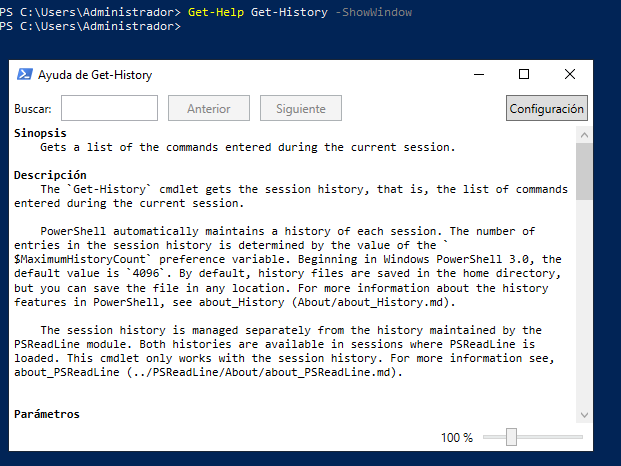 PS C:\Users\Administrador> Get-Help Get-History -ShowWindow
PS C:\Users\Administrador>
Ayuda de Get-History
Buscar:
Anterior
Siguiente
Configuración
Sinopsis
Gets a list of the commands entered during the current session.
Descripción
The `Get-History` cmdlet gets the session history, that is, the list of commands
entered during the current session.
PowerShell automatically maintains a history of each session. The number of
entries in the session history is determined by the value of the `
$MaximumHistoryCount` preference variable. Beginning in Windows PowerShell 3.0, the
default value is `4096`. By default, history files are saved in the home directory,
but you can save the file in any location. For more information about the history
features in PowerShell, see about_History (About/about_History.md).
The session history is managed separately from the history maintained by the
PSReadLine module. Both histories are available in sessions where PSReadLine is
loaded. This cmdlet only works with the session history. For more information see,
about_PSReadLine (../PSReadLine/About/about_PSReadLine.md).
Parámetros
100 %